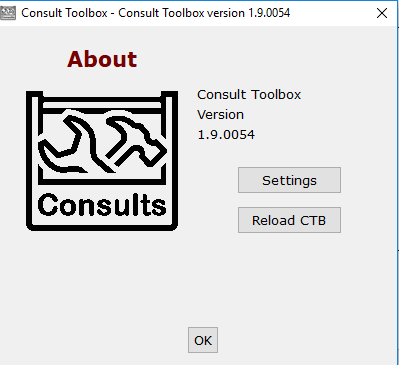 Consult Toolbox - Consult Toolbox version 1.9.0054
About
Consult Toolbox
Version
1.9.0054
Consults
Settings
Reload CTB
OK